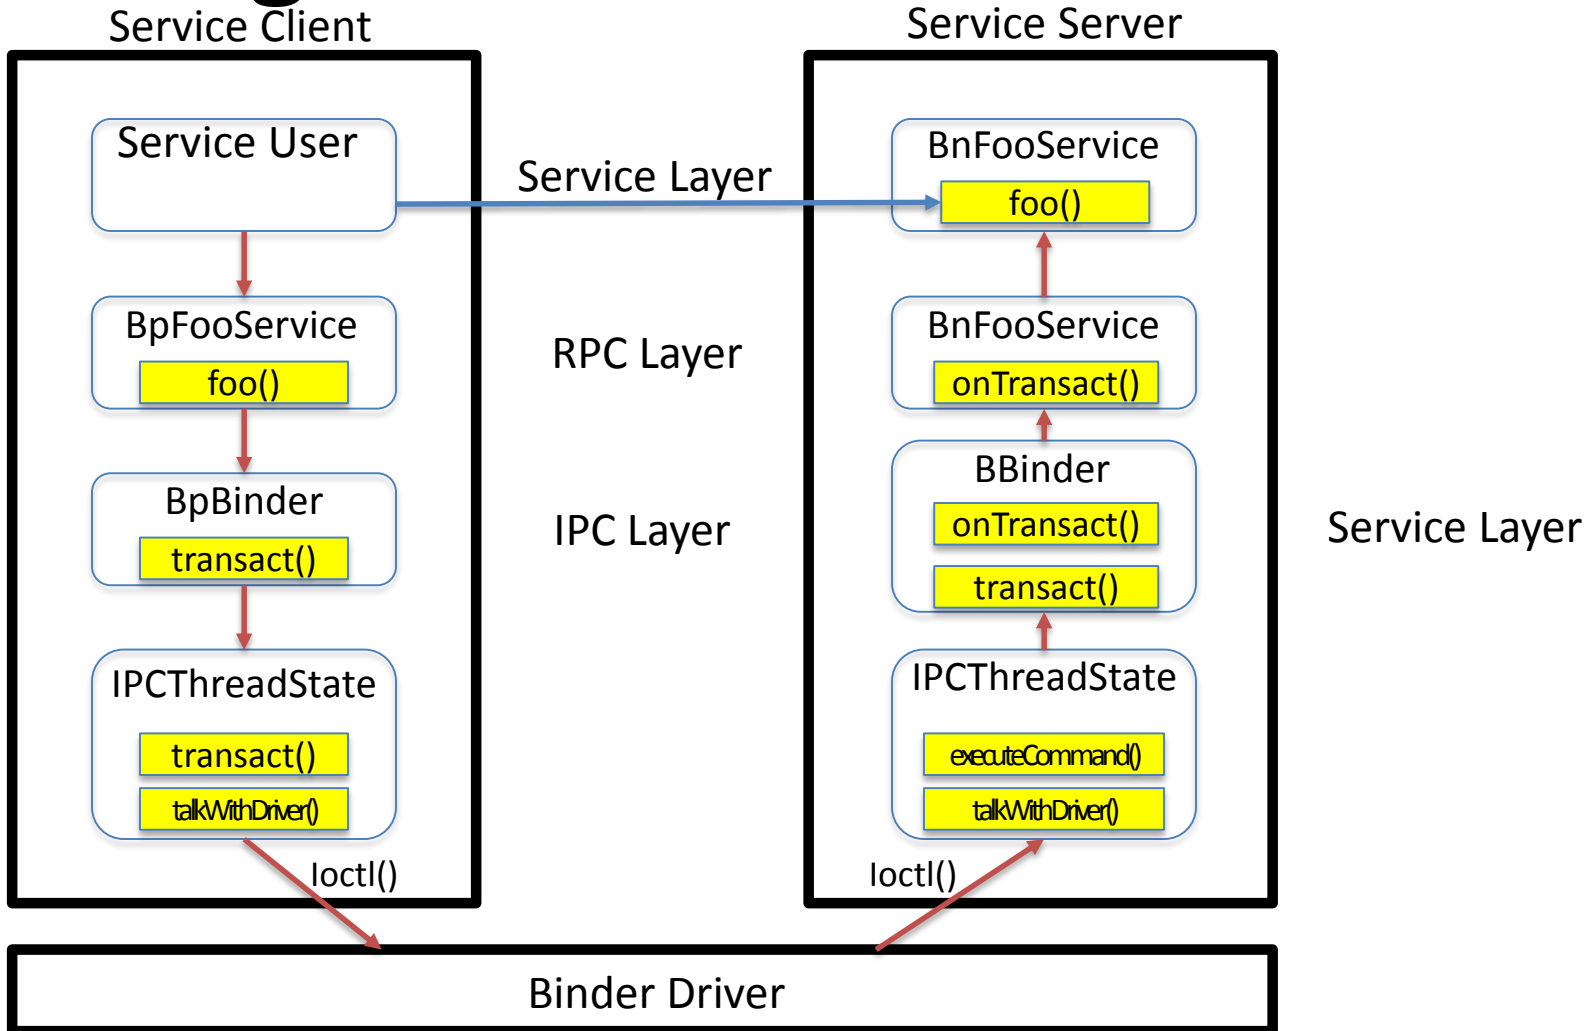 Service Client
Service Server
Service User
Service Layer
BnFooService
foo()
BpFooService
foo()
RPC Layer
BnFooService
onTransact()
BpBinder
transact()
IPC Layer
BBinder
onTransact()
transact()
Service Layer
IPCThreadState
transact()
talkWithDriver()
IPCThreadState
executeCommand()
talkWithDriver()
Ioctl()
Ioctl()
Binder Driver